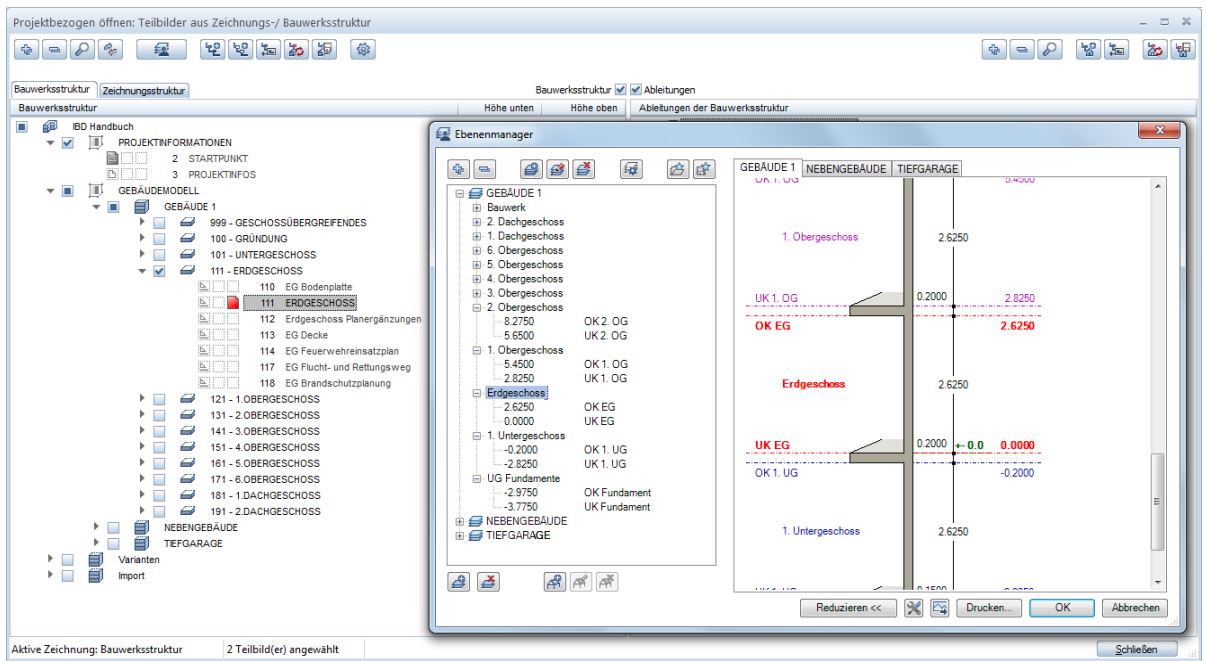 Projektbezogen öffnen: Teilbilder aus Zeichnungs-/ Bauwerksstruktur
Bauwerksstruktur Zeichnungsstruktur
Bauwerksstruktur Ableitungen
Bauwerksstruktur Höhe unten Höhe oben
Ableitungen der Bauwerksstruktur
IBD Handbuch
PROJEKTINFORMATIONEN
2 STARTPUNKT
3 PROJEKTINFOS
GEBÄUDEMODELL
GEBÄUDE 1
999 - GESCHOSSÜBERGREIFENDES
100 - GRÜNDUNG
101 - UNTERGESCHOSS
111 - ERDGESCHOSS
110 EG Bodenplatte
111 ERDGESCHOSS
112 Erdgeschoss Planergänzungen
113 EG Decke
114 EG Feuerwehreinsatzplan
117 EG Flucht- und Rettungsweg
118 EG Brandschutzplanung
121 - 1.OBERGESCHOSS
131 - 2.OBERGESCHOSS
141 - 3.OBERGESCHOSS
151 - 4.OBERGESCHOSS
161 - 5.OBERGESCHOSS
171 - 6.OBERGESCHOSS
181 - 1.DACHGESCHOSS
191 - 2.DACHGESCHOSS
NEBENGEBÄUDE
TIEFGARAGE
Varianten
Import
Ebenenmanager
GEBÄUDE 1
Bauwerk
2. Dachgeschoss
1. Dachgeschoss
6. Obergeschoss
5. Obergeschoss
4. Obergeschoss
3. Obergeschoss
2. Obergeschoss
8.2750 OK 2. OG
5.6500 UK 2. OG
1. Obergeschoss
5.4500 OK 1. OG
2.8250 UK 1. OG
Erdgeschoss
2.6250 OK EG
0.0000 UK EG
1. Untergeschoss
-0.2000 OK 1. UG
-2.8250 UK 1. UG
UG Fundamente
-2.9750 OK Fundament
-3.7750 UK Fundament
NEBENGEBÄUDE
TIEFGARAGE
GEBÄUDE 1 NEBENGEBÄUDE TIEFGARAGE
OK 1. OG 5.4500
1. Obergeschoss 2.6250
UK 1. OG 0.2000 2.8250
OK EG 2.6250
Erdgeschoss 2.6250
UK EG 0.2000 +-0.0 0.0000
OK 1. UG -0.2000
1. Untergeschoss 2.6250
Reduzieren << Drucken... OK Abbrechen
Aktive Zeichnung: Bauwerksstruktur 2 Teilbild(er) angewählt
Schließen